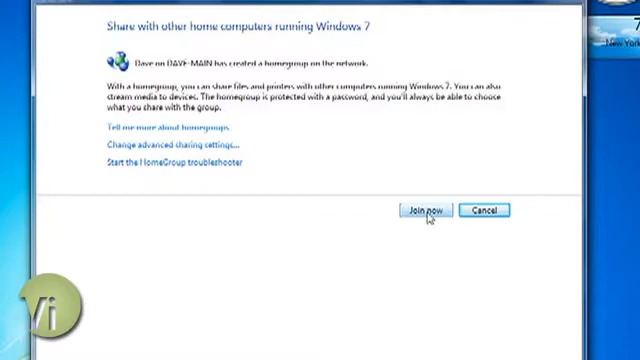 Share with other home computers running Windows 7
7
New York
Dave on DAVE-MAIN has created a homegroup on the network.
With a homegroup, you can share files and printers with other computers running Windows 7. You can also
stream media to devices. The homegroup is protected with a password, and you'll always be able to choose
what you share with the group.
Tell me more about homegroups
Change advanced sharing settings...
Start the HomeGroup troubleshooter
Join now
Cancel
Vi